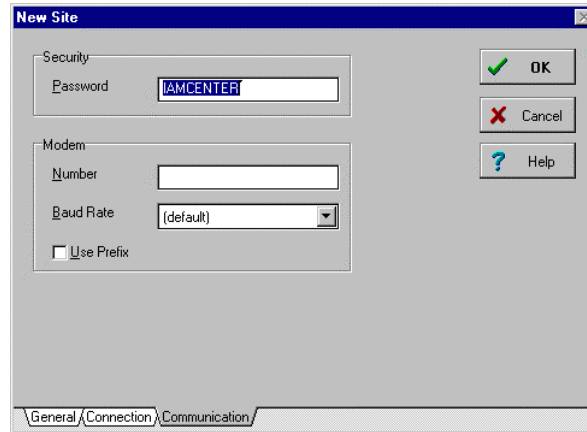 New Site
Security
Password IAMCENTER
OK
Cancel
Modem
Number
Help
Baud Rate (default)
Use Prefix
General Connection Communication